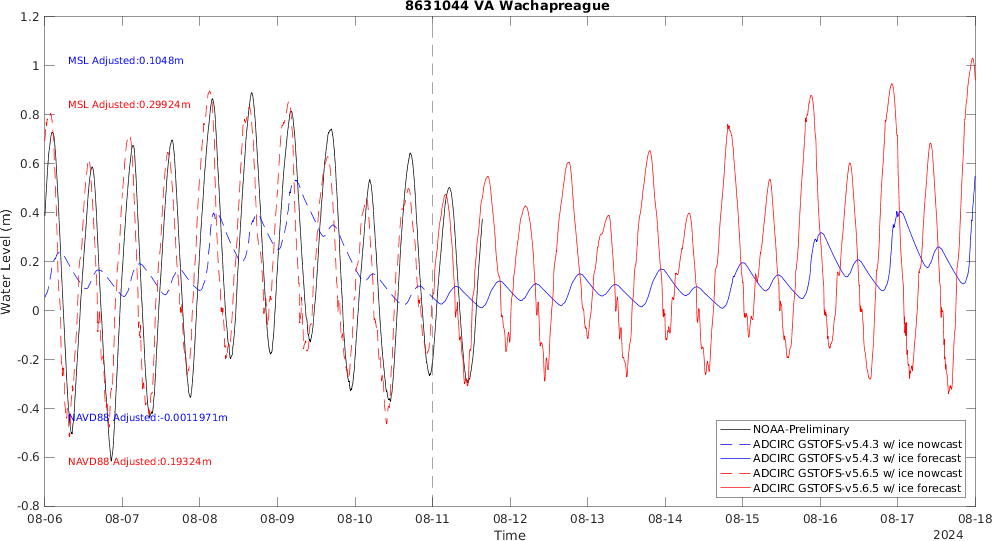 8631044 VA Wachapreague
Water Level (m)
1.2
1
0.8
0.6
0.4
0.2
0
-0.2
-0.4
-0.6
-0.8
MSL Adjusted:0.1048m
MSL Adjusted:0.29924m
NAVD88 Adjusted:-0.0011971m
NAVD88 Adjusted:0.19324m
NOAA-Preliminary
ADCIRC GSTOFS-v5.4.3 w/ ice nowcast
ADCIRC GSTOFS-v5.4.3 w/ ice forecast
ADCIRC GSTOFS-v5.6.5 w/ ice nowcast
ADCIRC GSTOFS-v5.6.5 w/ ice forecast
08-06 08-07 08-08 08-09 08-10 08-11 08-12 08-13 08-14 08-15 08-16 08-17 08-18
Time
2024